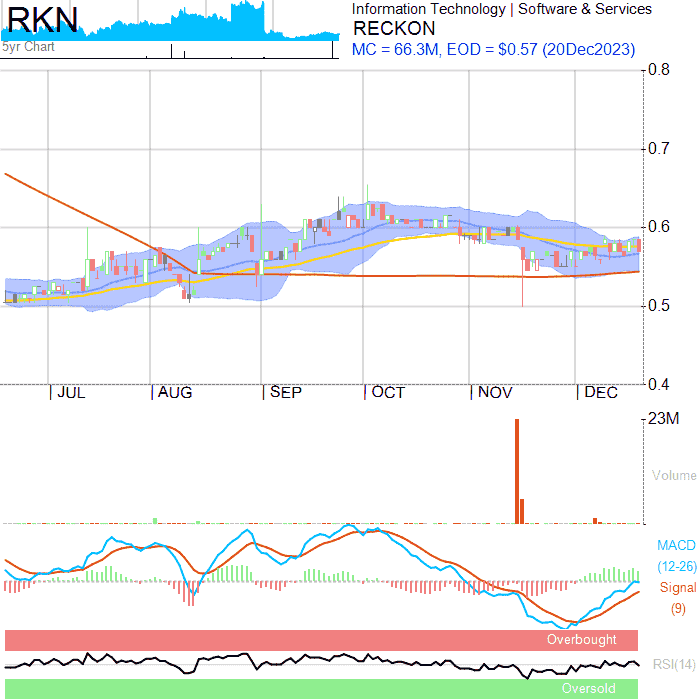 RKN
5yr Chart
Information Technology | Software & Services
RECKON
MC = 66.3M, EOD = $0.57 (20Dec2023)
0.8
0.7
0.6
0.5
0.4
JUL AUG SEP OCT NOV DEC
23M
Volume
MACD
(12-26)
Signal
(9)
Overbought
RSI(14)
Oversold